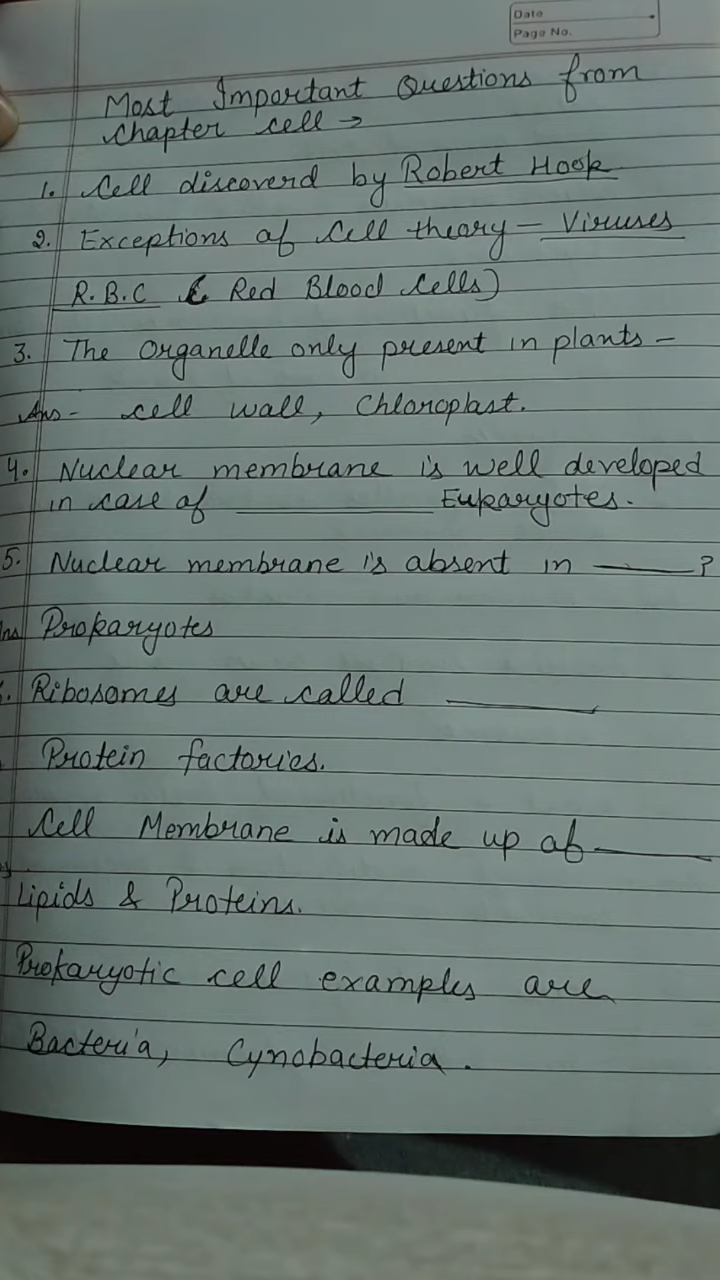 Date
Page No.
Most Important Questions from
chapter cell →
1. Cell discoverd by Robert Hook
2. Exceptions of Cell theory – Viruses
R.B.C ( Red Blood Cells)
3. The Organelle only present in plants –
Ans - cell wall, Chloroplast.
4. Nuclear membrane is well developed
in case of ________ Eukaryotes.
5. Nuclear membrane is absent in ____ ?
Ans Prokaryotes
. Ribosomes are called ______
Protein factories.
Cell Membrane is made up of ____
Lipids & Proteins.
Prokaryotic cell examples are
Bacteria, Cynobacteria.